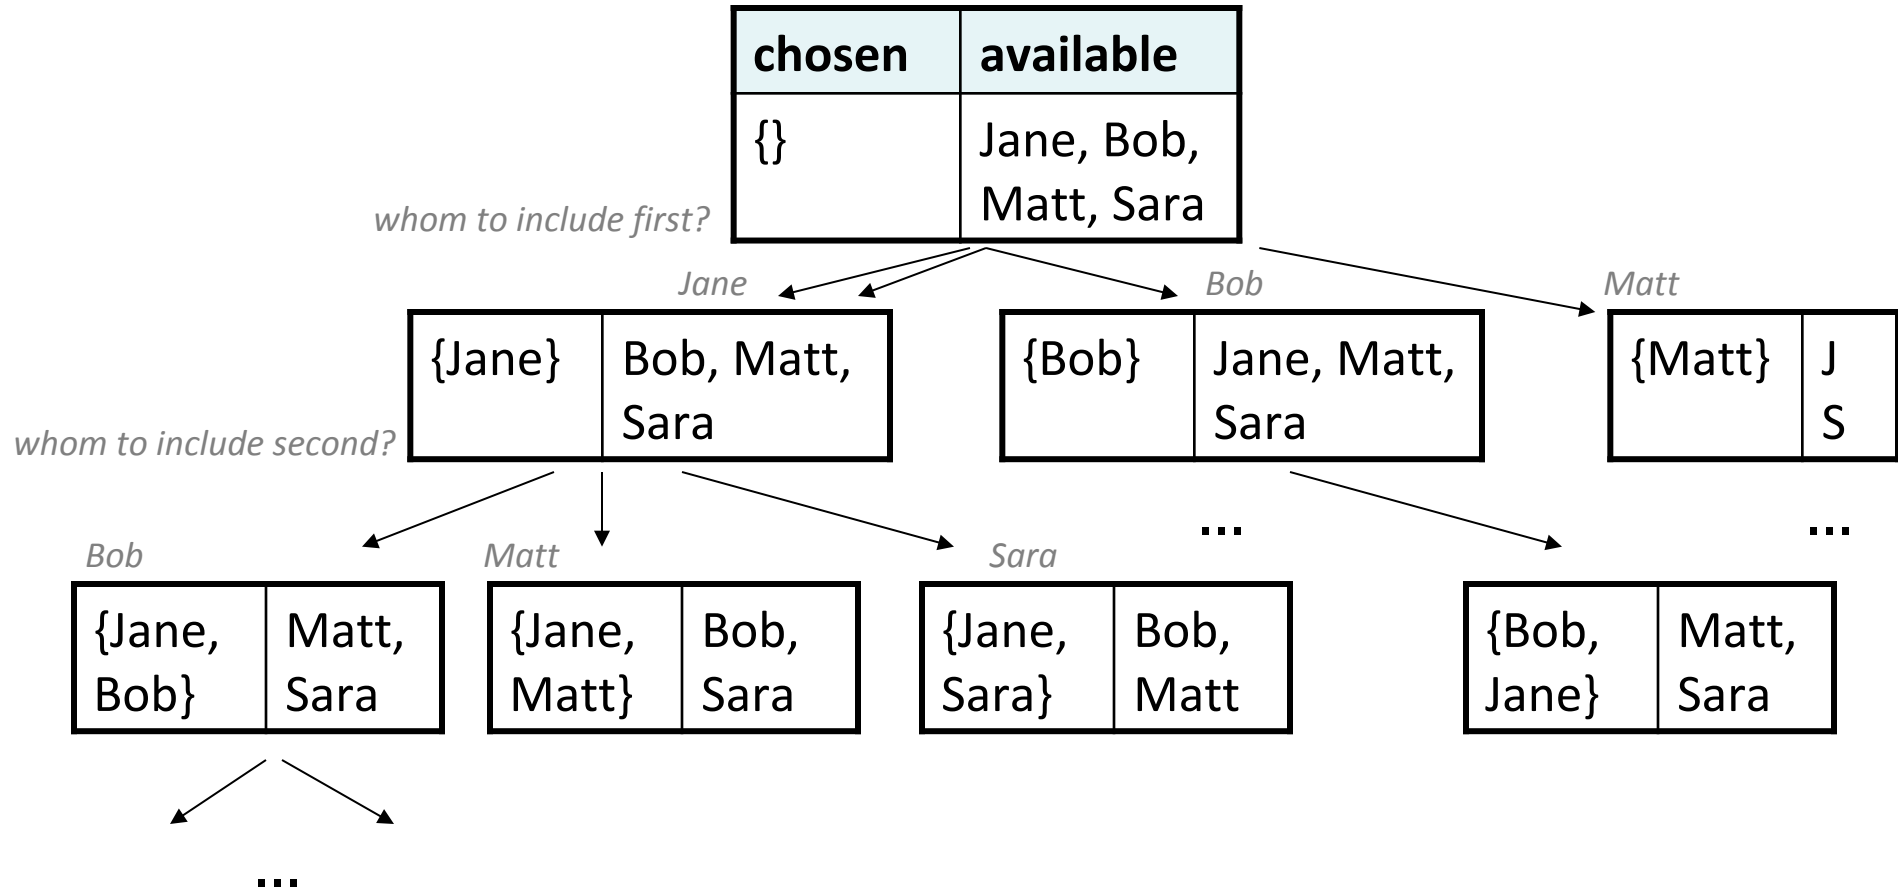 chosen available
{} Jane, Bob,
Matt, Sara
whom to include first?
Jane Bob Matt
{Jane} Bob, Matt, {Bob} Jane, Matt, {Matt} J
Sara Sara S
whom to include second?
... ...
Bob Matt Sara
{Jane, Matt, {Jane, Bob, {Jane, Bob, {Bob, Matt,
Bob} Sara Matt} Sara Sara} Matt Jane} Sara
...